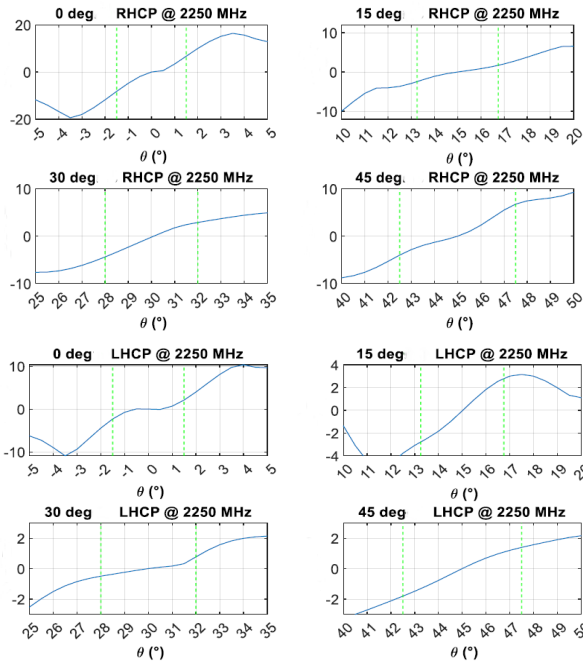 0 deg RHCP @ 2250 MHz
20
0
-20
-5 -4 -3 -2 -1 0 1 2 3 4 5
θ (°)
15 deg RHCP @ 2250 MHz
10
0
-10
10 11 12 13 14 15 16 17 18 19 20
θ (°)
30 deg RHCP @ 2250 MHz
10
0
-10
25 26 27 28 29 30 31 32 33 34 35
θ (°)
45 deg RHCP @ 2250 MHz
10
0
-10
40 41 42 43 44 45 46 47 48 49 50
θ (°)
0 deg LHCP @ 2250 MHz
10
0
-10
-5 -4 -3 -2 -1 0 1 2 3 4 5
θ (°)
15 deg LHCP @ 2250 MHz
4
2
0
-2
-4
10 11 12 13 14 15 16 17 18 19 20
θ (°)
30 deg LHCP @ 2250 MHz
2
0
-2
25 26 27 28 29 30 31 32 33 34 35
θ (°)
45 deg LHCP @ 2250 MHz
2
0
-2
40 41 42 43 44 45 46 47 48 49 50
θ (°)